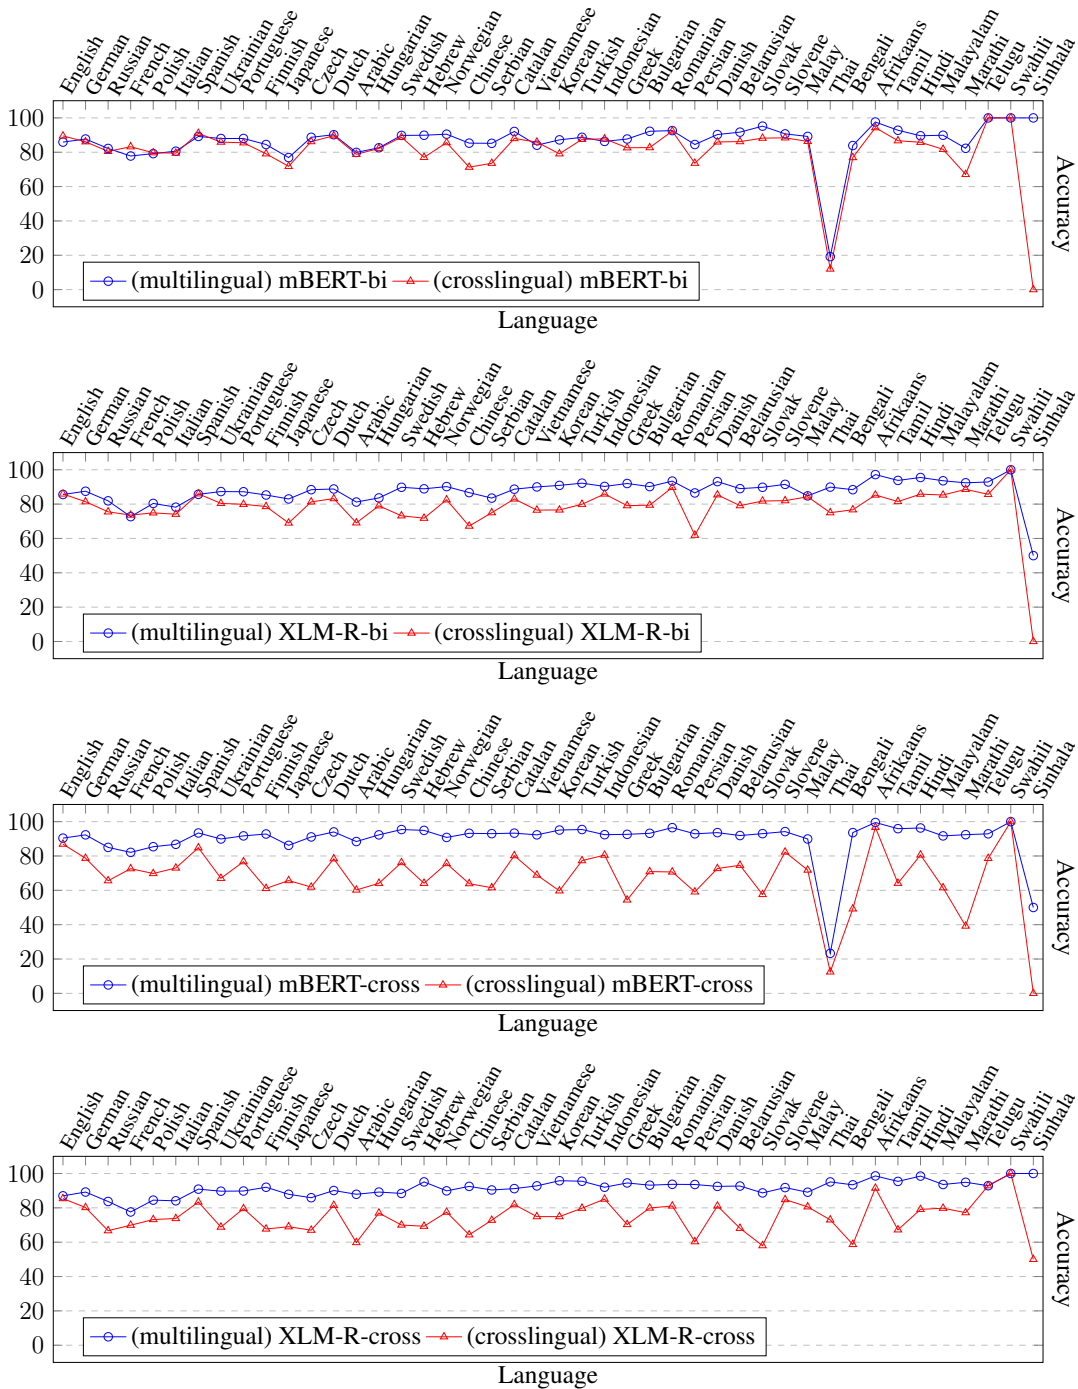 English German Russian French Polish Italian Spanish Ukrainian Portuguese Finnish Japanese Czech Dutch Arabic Hungarian Swedish Hebrew Norwegian Chinese Serbian Catalan Vietnamese Korean Turkish Indonesian Greek Bulgarian Romanian Persian Danish Belarusian Slovak Slovene Malay Thai Bengali Afrikaans Tamil Hindi Malayalam Marathi Telugu Swahili Sinhala
100
80
60
40
20
0
Accuracy
(multilingual) mBERT-bi (crosslingual) mBERT-bi
Language
English German Russian French Polish Italian Spanish Ukrainian Portuguese Finnish Japanese Czech Dutch Arabic Hungarian Swedish Hebrew Norwegian Chinese Serbian Catalan Vietnamese Korean Turkish Indonesian Greek Bulgarian Romanian Persian Danish Belarusian Slovak Slovene Malay Thai Bengali Afrikaans Tamil Hindi Malayalam Marathi Telugu Swahili Sinhala
100
80
60
40
20
0
Accuracy
(multilingual) XLM-R-bi (crosslingual) XLM-R-bi
Language
English German Russian French Polish Italian Spanish Ukrainian Portuguese Finnish Japanese Czech Dutch Arabic Hungarian Swedish Hebrew Norwegian Chinese Serbian Catalan Vietnamese Korean Turkish Indonesian Greek Bulgarian Romanian Persian Danish Belarusian Slovak Slovene Malay Thai Bengali Afrikaans Tamil Hindi Malayalam Marathi Telugu Swahili Sinhala
100
80
60
40
20
0
Accuracy
(multilingual) mBERT-cross (crosslingual) mBERT-cross
Language
English German Russian French Polish Italian Spanish Ukrainian Portuguese Finnish Japanese Czech Dutch Arabic Hungarian Swedish Hebrew Norwegian Chinese Serbian Catalan Vietnamese Korean Turkish Indonesian Greek Bulgarian Romanian Persian Danish Belarusian Slovak Slovene Malay Thai Bengali Afrikaans Tamil Hindi Malayalam Marathi Telugu Swahili Sinhala
100
80
60
40
20
0
Accuracy
(multilingual) XLM-R-cross (crosslingual) XLM-R-cross
Language